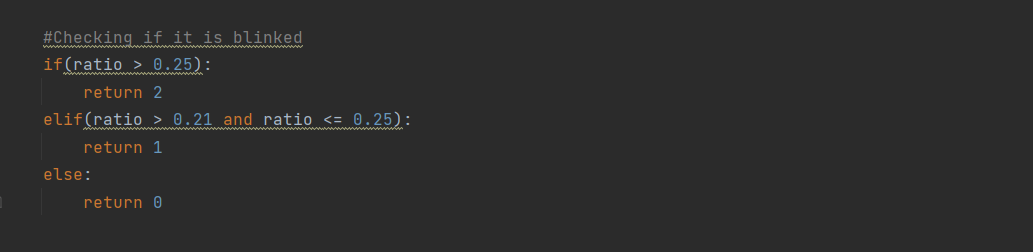 #Checking if it is blinked
if(ratio > 0.25):
    return 2
elif(ratio > 0.21 and ratio <= 0.25):
    return 1
else:
    return 0